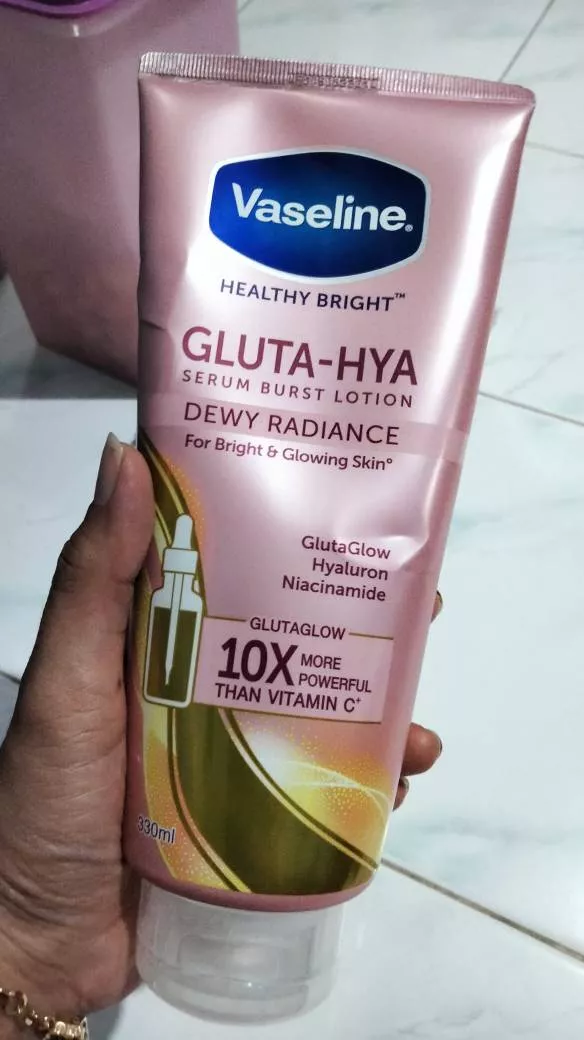 Vaseline®
HEALTHY BRIGHT™
GLUTA-HYA
SERUM BURST LOTION
DEWY RADIANCE
For Bright & Glowing Skin°
GlutaGlow
Hyaluron
Niacinamide
GLUTAGLOW
10X MORE
POWERFUL
THAN VITAMIN C⁺
330ml